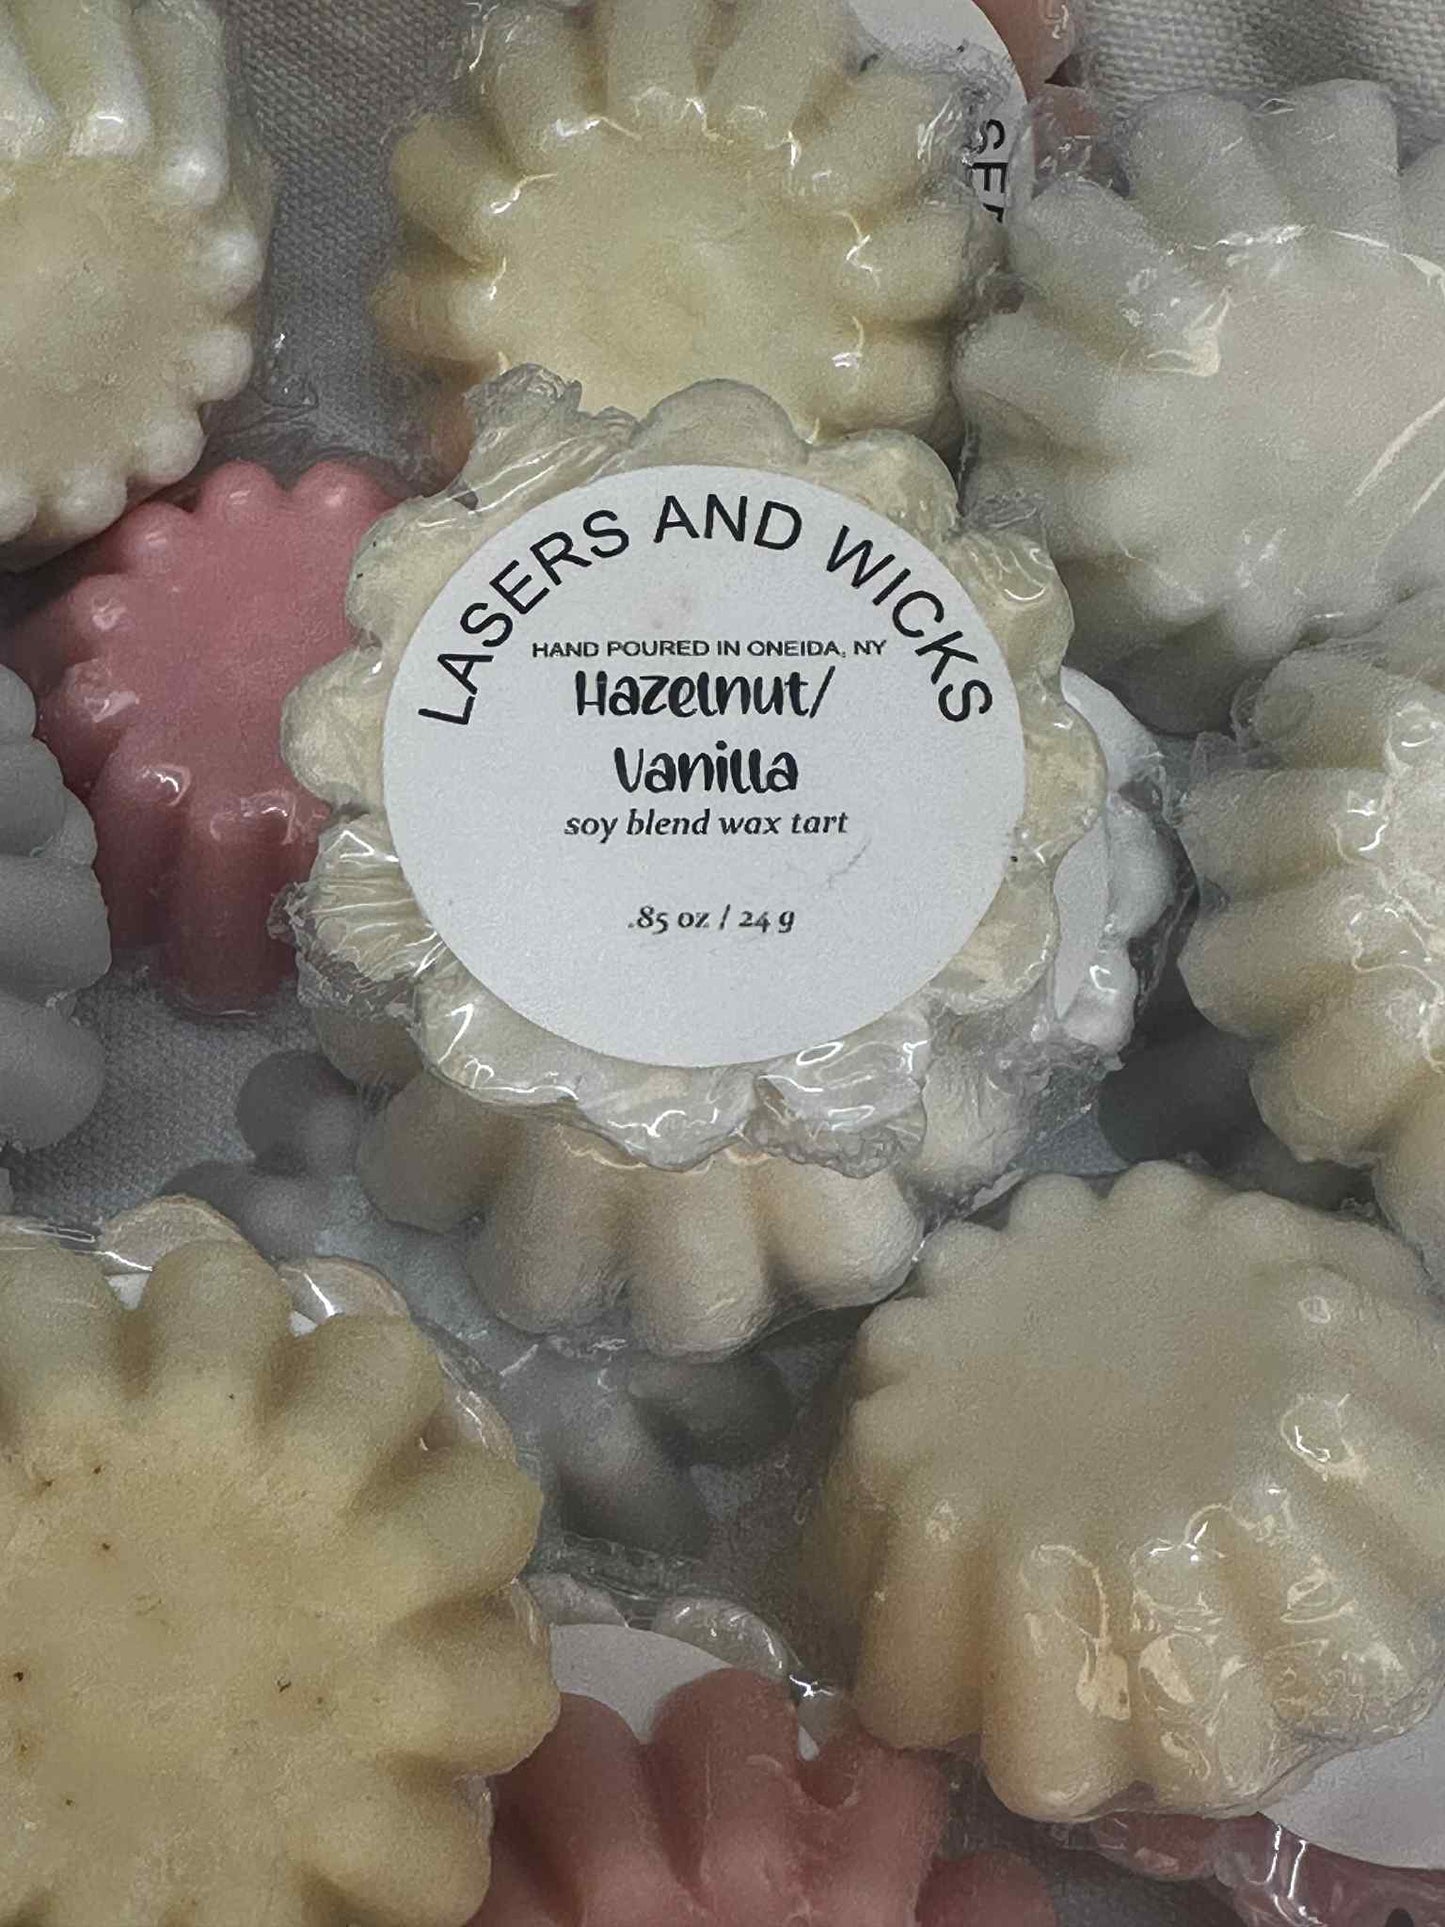 LASERS AND WICKS
HAND POURED IN ONEIDA, NY
Hazelnut/
Vanilla
soy blend wax tart
.85 oz / 24 g